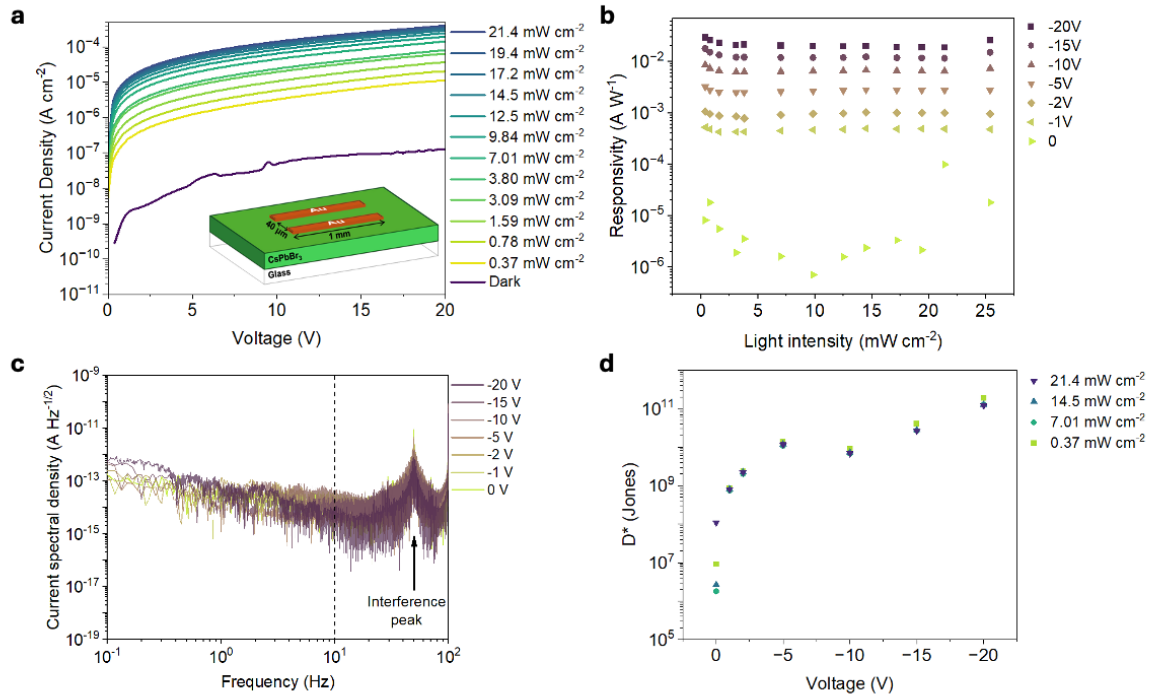 a
Current Density (A cm⁻²)
10⁻⁴
10⁻⁵
10⁻⁶
10⁻⁷
10⁻⁸
10⁻⁹
10⁻¹⁰
10⁻¹¹
0 5 10 15 20
Voltage (V)
21.4 mW cm⁻²
19.4 mW cm⁻²
17.2 mW cm⁻²
14.5 mW cm⁻²
12.5 mW cm⁻²
9.84 mW cm⁻²
7.01 mW cm⁻²
3.80 mW cm⁻²
3.09 mW cm⁻²
1.59 mW cm⁻²
0.78 mW cm⁻²
0.37 mW cm⁻²
Dark
Au
Au
40 μm
1 mm
CsPbBr₃
Glass
b
Responsivity (A W⁻¹)
10⁻²
10⁻³
10⁻⁴
10⁻⁵
10⁻⁶
0 5 10 15 20 25
Light intensity (mW cm⁻²)
-20V
-15V
-10V
-5V
-2V
-1V
0
c
Current spectral density (A Hz⁻¹/²)
10⁻⁹
10⁻¹¹
10⁻¹³
10⁻¹⁵
10⁻¹⁷
10⁻¹⁹
10⁻¹ 10⁰ 10¹ 10²
Frequency (Hz)
-20 V
-15 V
-10 V
-5 V
-2 V
-1 V
0 V
Interference
peak
d
D* (Jones)
10¹¹
10⁹
10⁷
10⁵
0 −5 −10 −15 −20
Voltage (V)
21.4 mW cm⁻²
14.5 mW cm⁻²
7.01 mW cm⁻²
0.37 mW cm⁻²